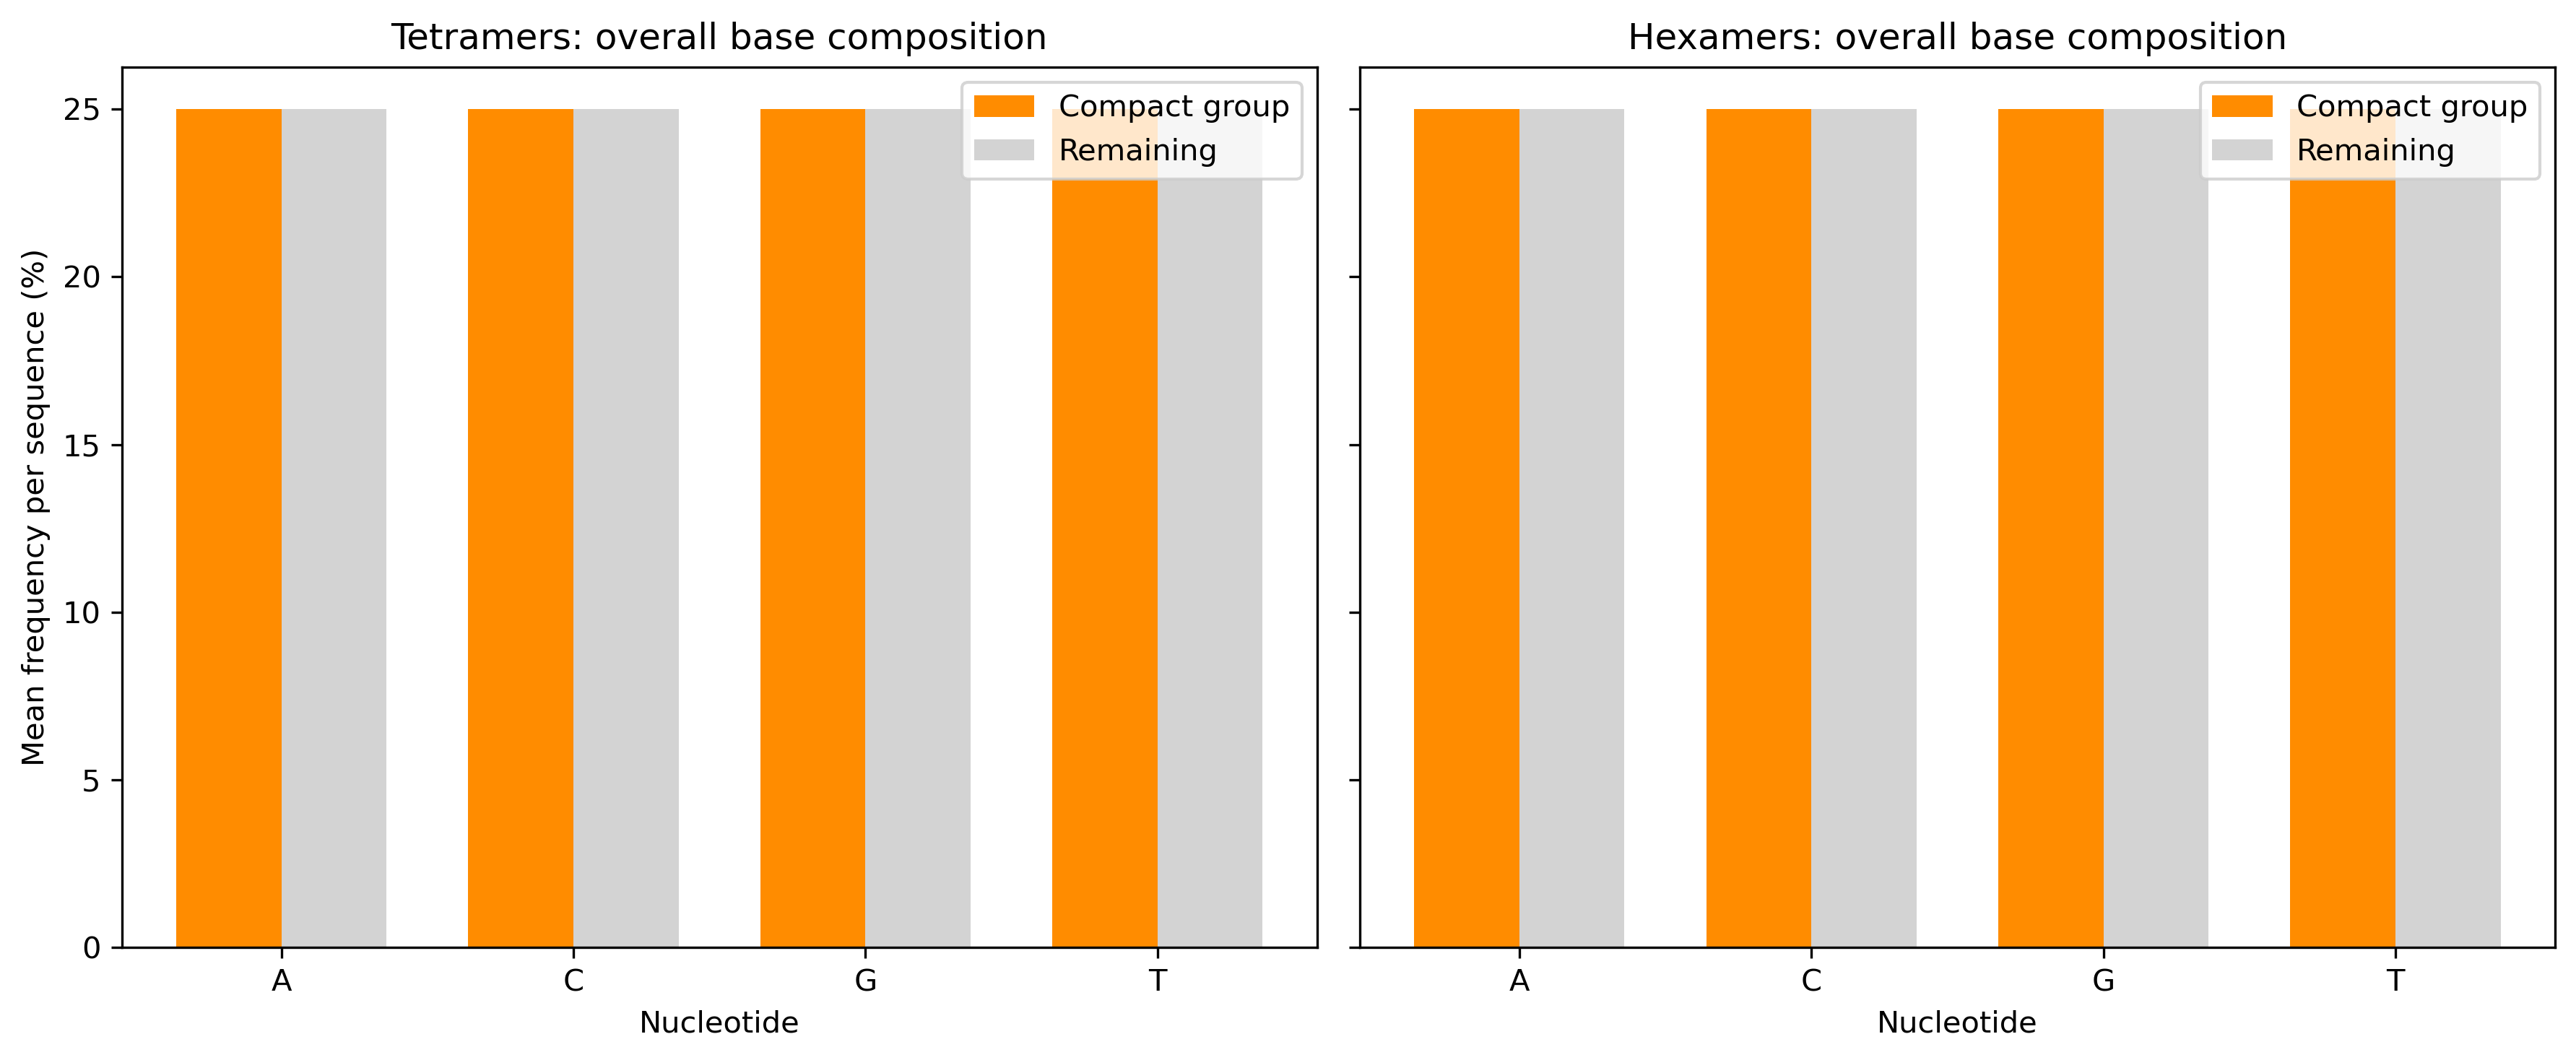 Tetramers: overall base composition
Compact group
Remaining
Mean frequency per sequence (%)
25
20
15
10
5
0
A C G T
Nucleotide
Hexamers: overall base composition
Compact group
Remaining
A C G T
Nucleotide